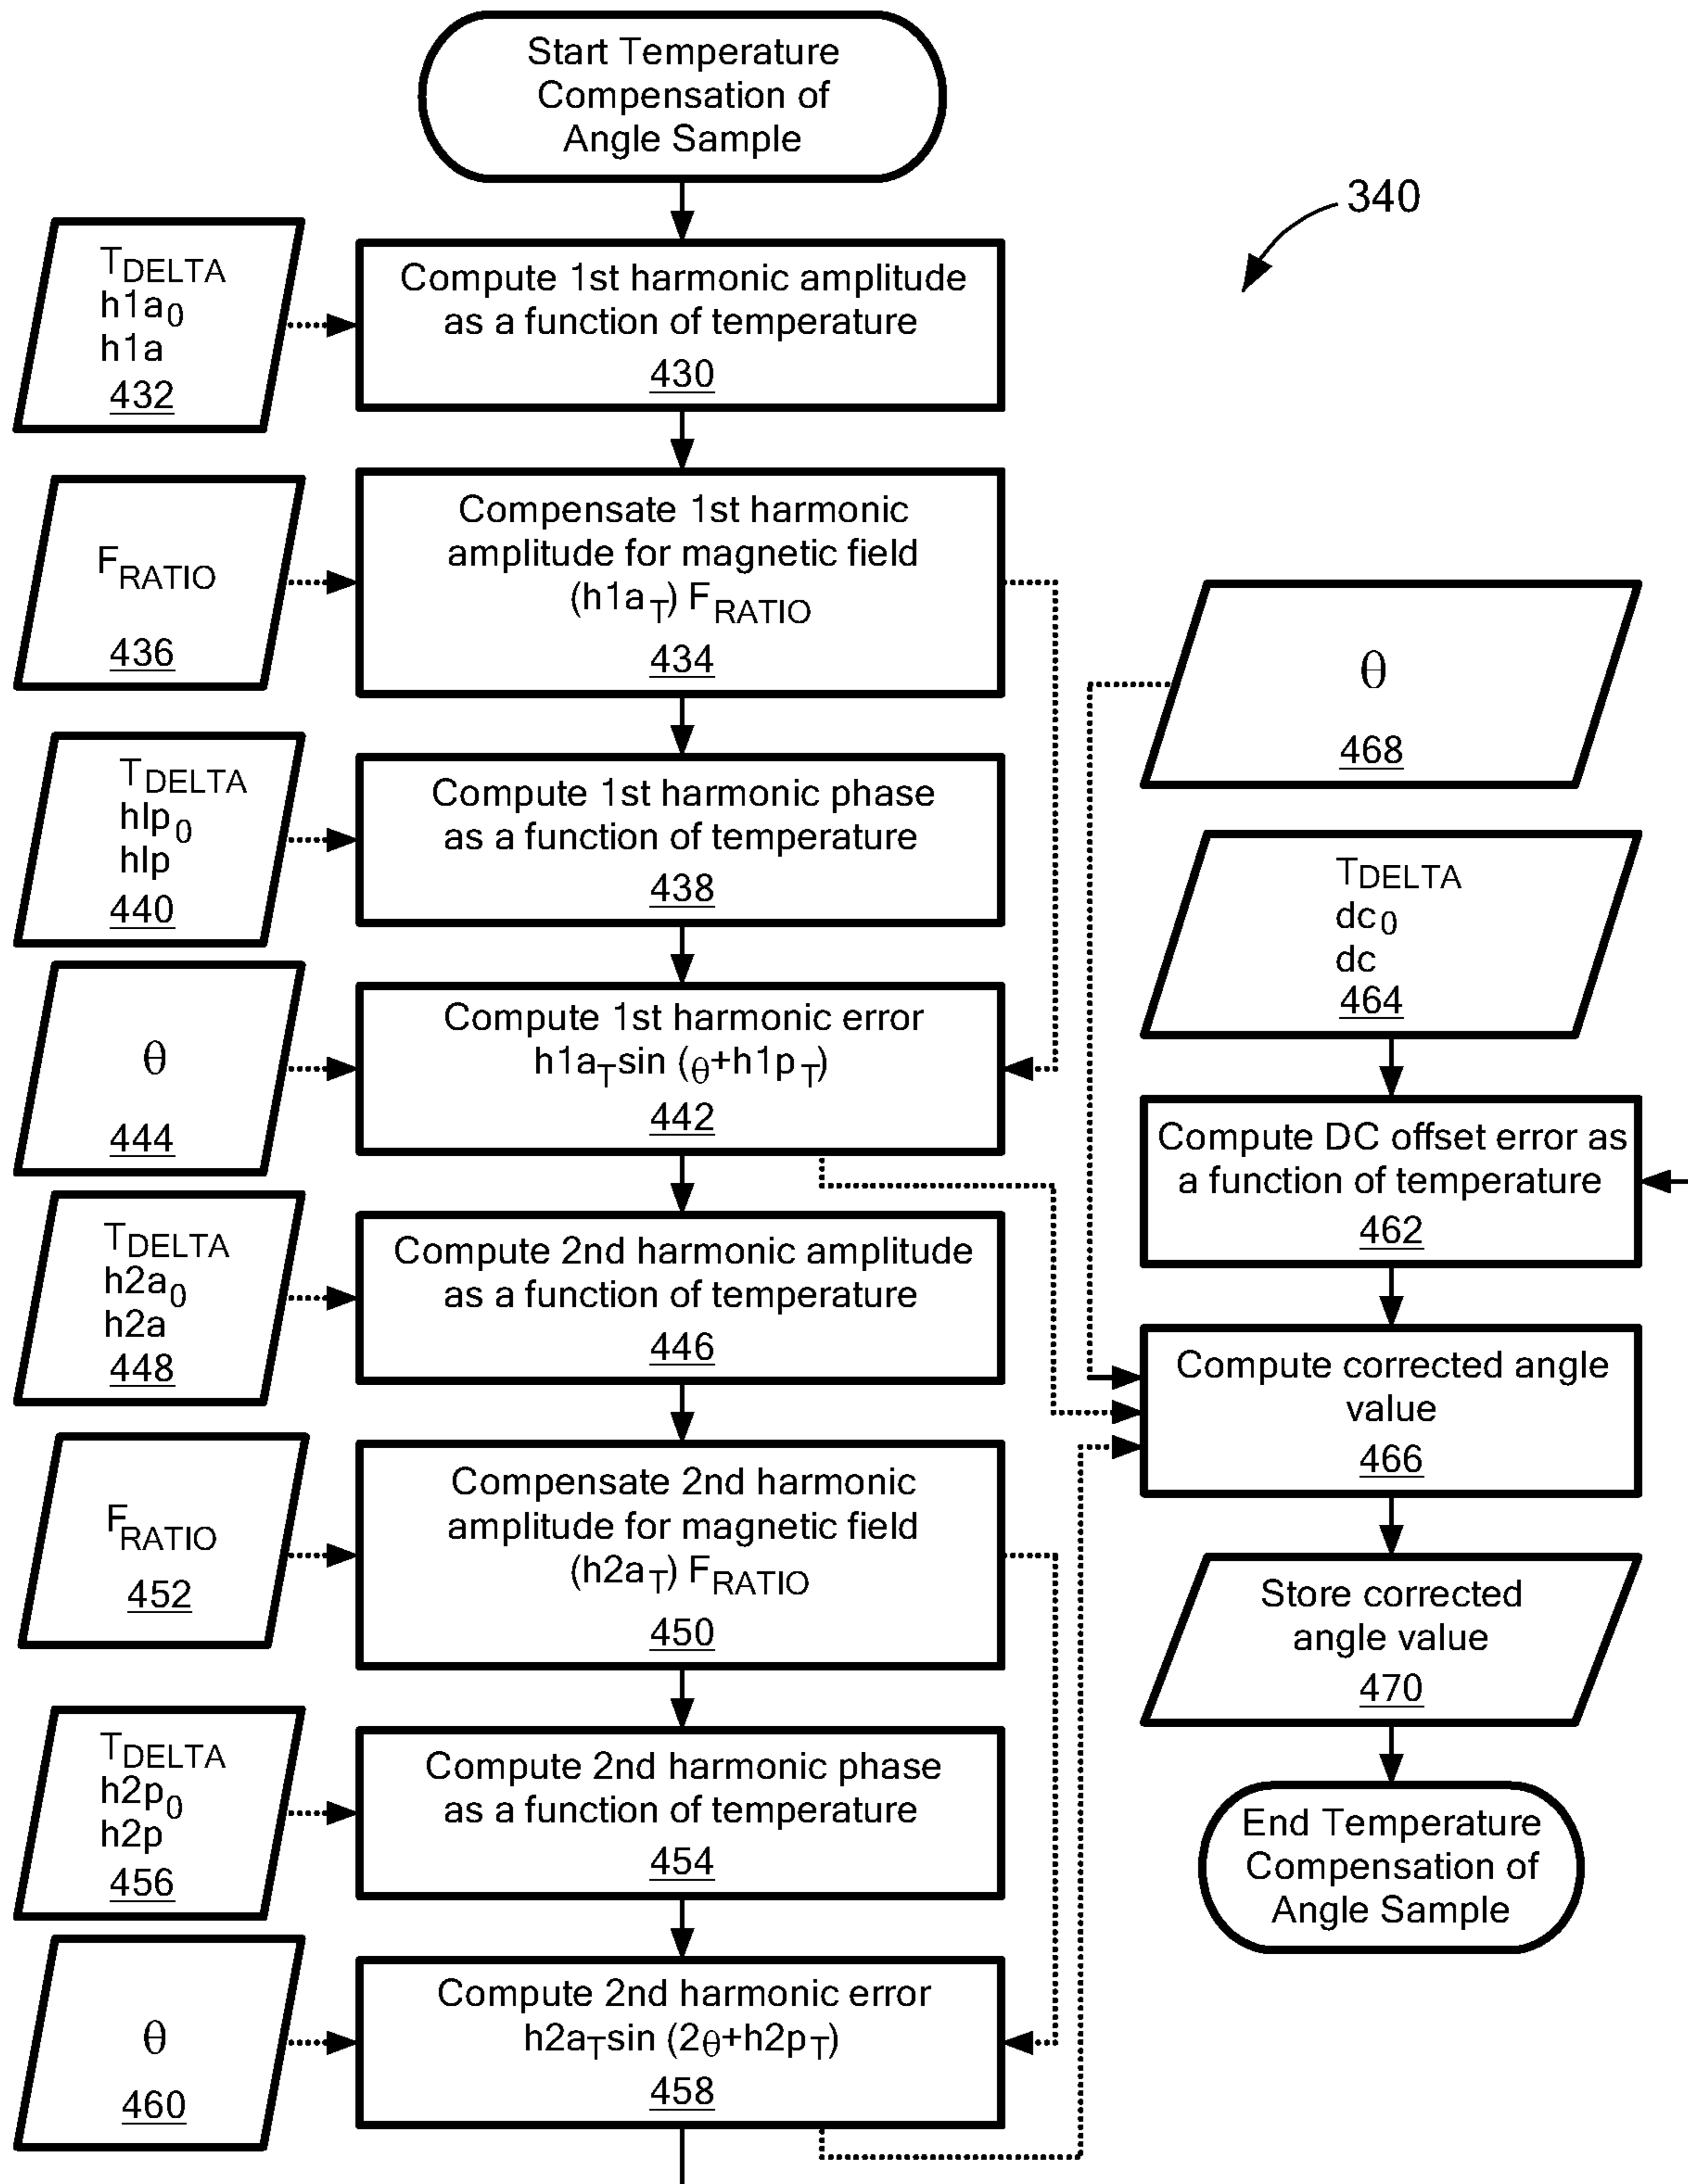 Start Temperature
Compensation of
Angle Sample
340
TDELTA
h1a0
h1a
432
Compute 1st harmonic amplitude
as a function of temperature
430
FRATIO
436
Compensate 1st harmonic
amplitude for magnetic field
(h1aT) FRATIO
434
TDELTA
hlp0
hlp
440
Compute 1st harmonic phase
as a function of temperature
438
θ
444
Compute 1st harmonic error
h1aTsin (θ+h1pT)
442
TDELTA
h2a0
h2a
448
Compute 2nd harmonic amplitude
as a function of temperature
446
FRATIO
452
Compensate 2nd harmonic
amplitude for magnetic field
(h2aT) FRATIO
450
TDELTA
h2p0
h2p
456
Compute 2nd harmonic phase
as a function of temperature
454
θ
460
Compute 2nd harmonic error
h2aTsin (2θ+h2pT)
458
θ
468
TDELTA
dc0
dc
464
Compute DC offset error as
a function of temperature
462
Compute corrected angle
value
466
Store corrected
angle value
470
End Temperature
Compensation of
Angle Sample